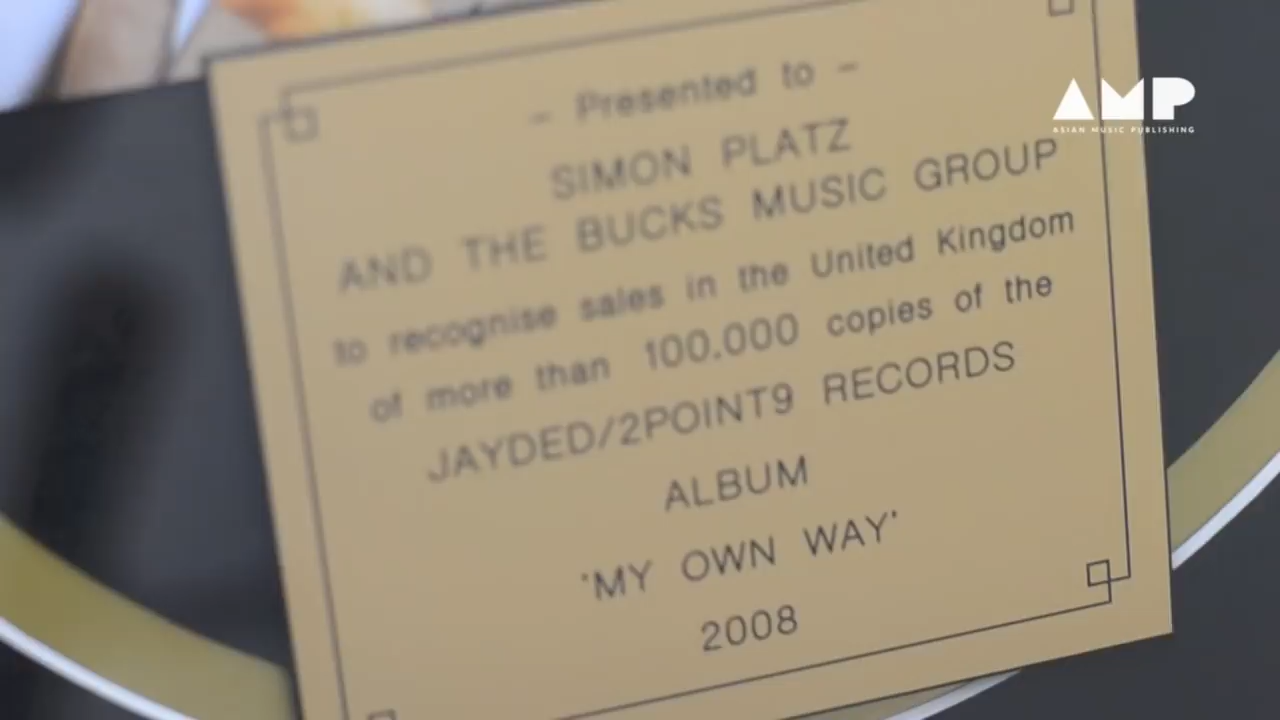 - Presented to -
SIMON PLATZ
AND THE BUCKS MUSIC GROUP
to recognise sales in the United Kingdom
of more than 100,000 copies of the
JAYDED/2POINT9 RECORDS
ALBUM
'MY OWN WAY'
2008
AMP
ASIAN MUSIC PUBLISHING